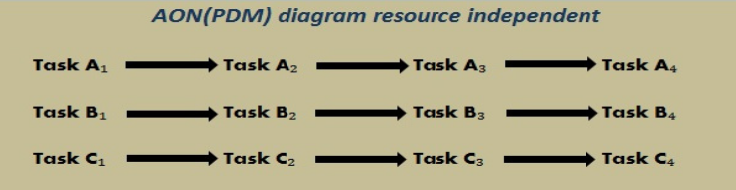 AON(PDM) diagram resource independent
Task A₁ Task A₂ Task A₃ Task A₄
Task B₁ Task B₂ Task B₃ Task B₄
Task C₁ Task C₂ Task C₃ Task C₄